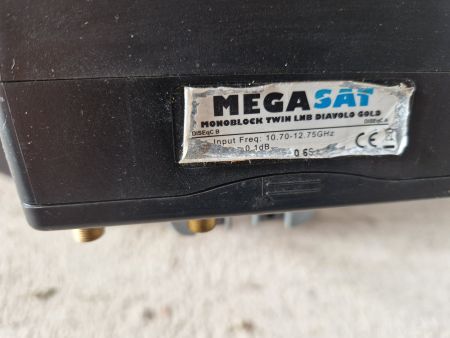 MEGASAT
MONOBLOCK TWIN LNB DIAVOLO GOLD
DiSEqC B DiSEqC A
Input Freq: 10.70-12.75GHz
0.1dB
CE